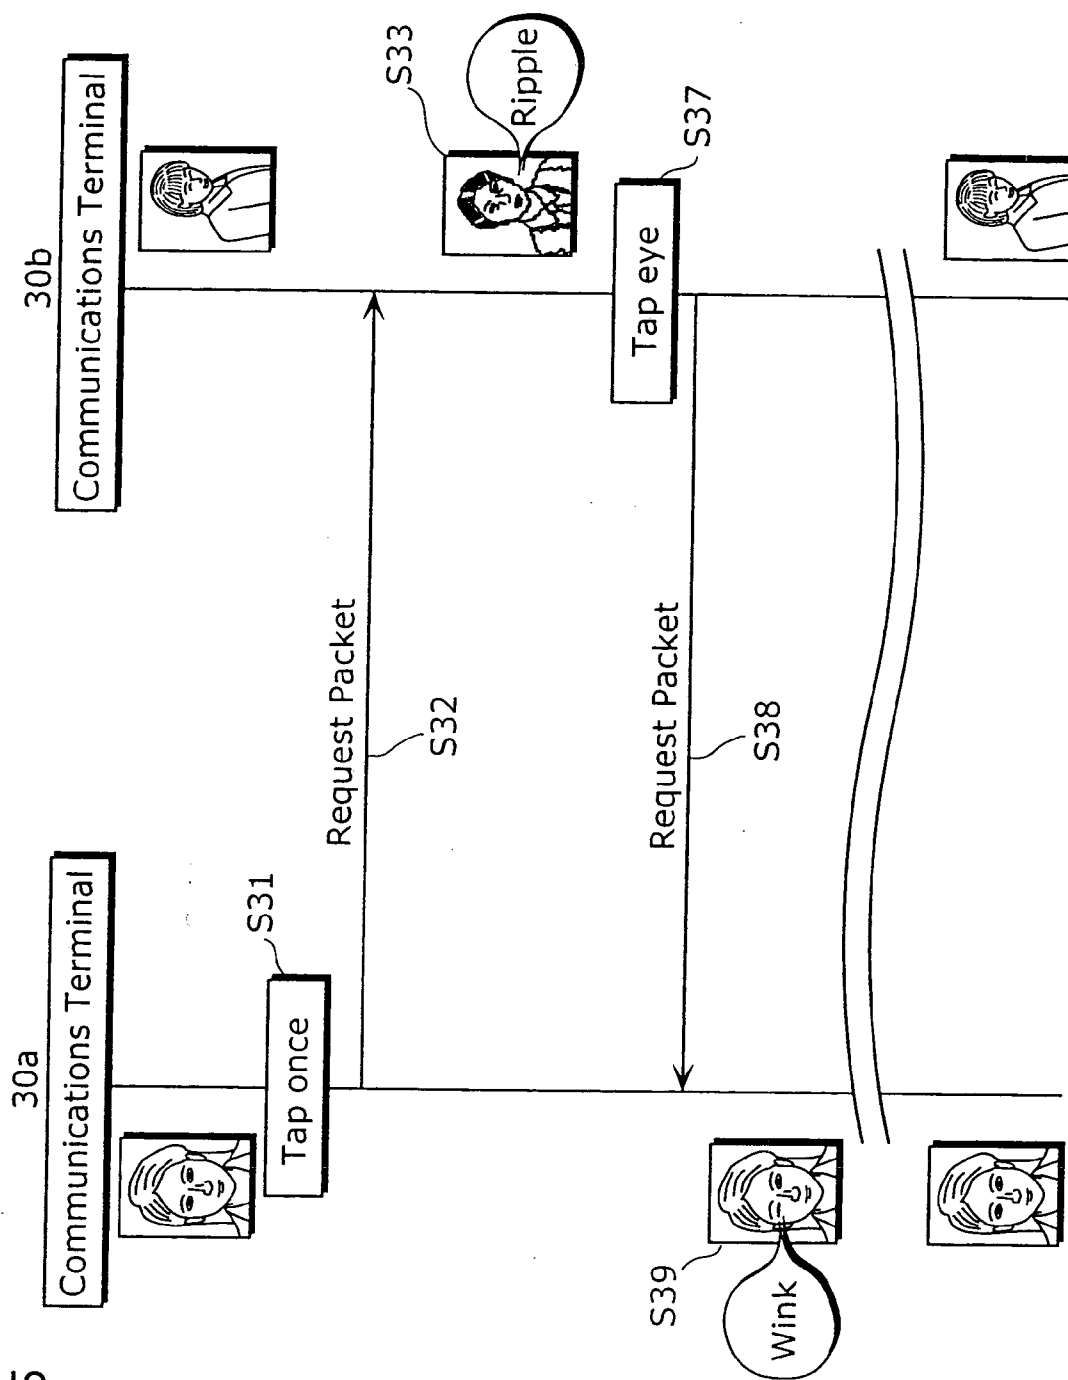 30a
Communications Terminal
30b
Communications Terminal
Tap once
S31
Request Packet
S32
S33
Ripple
Tap eye
S37
Request Packet
S38
S39
Wink